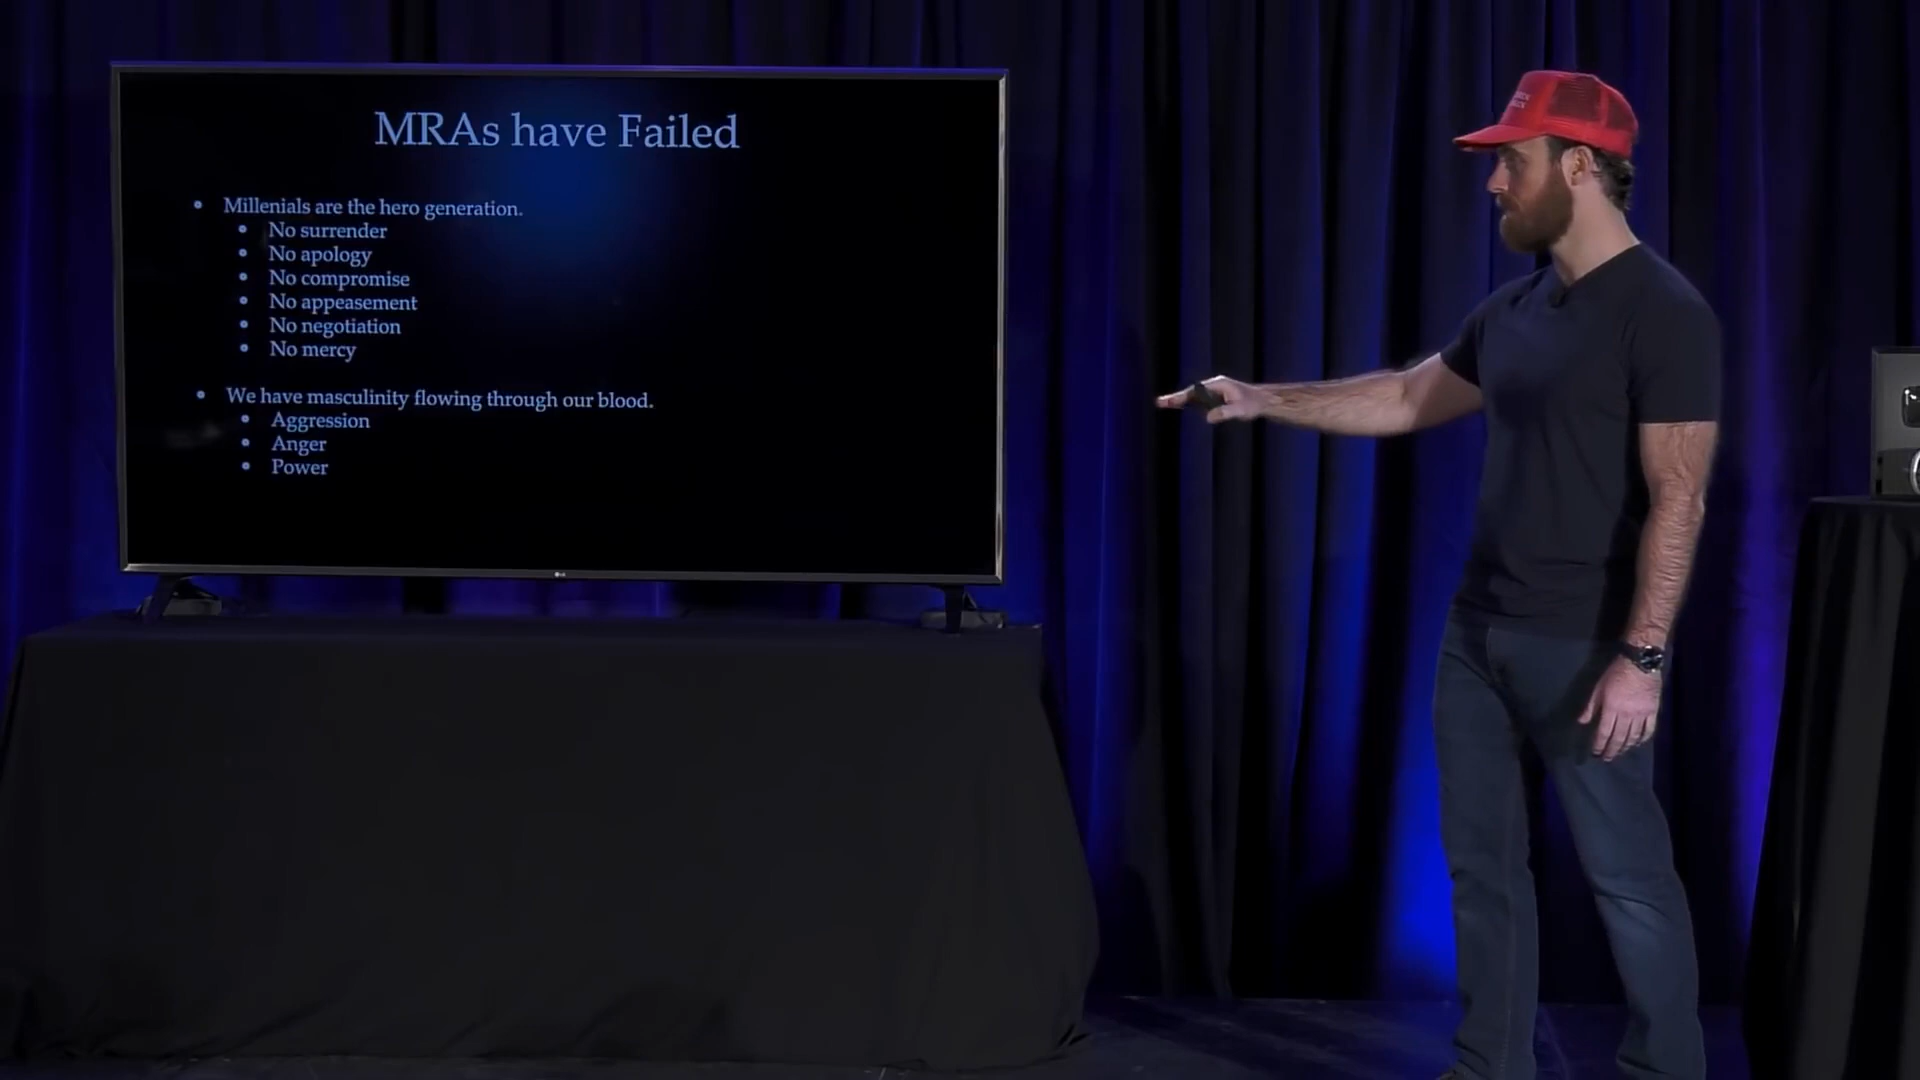 MRAs have Failed
Millenials are the hero generation.
No surrender
No apology
No compromise
No appeasement
No negotiation
No mercy
We have masculinity flowing through our blood.
Aggression
Anger
Power
LG